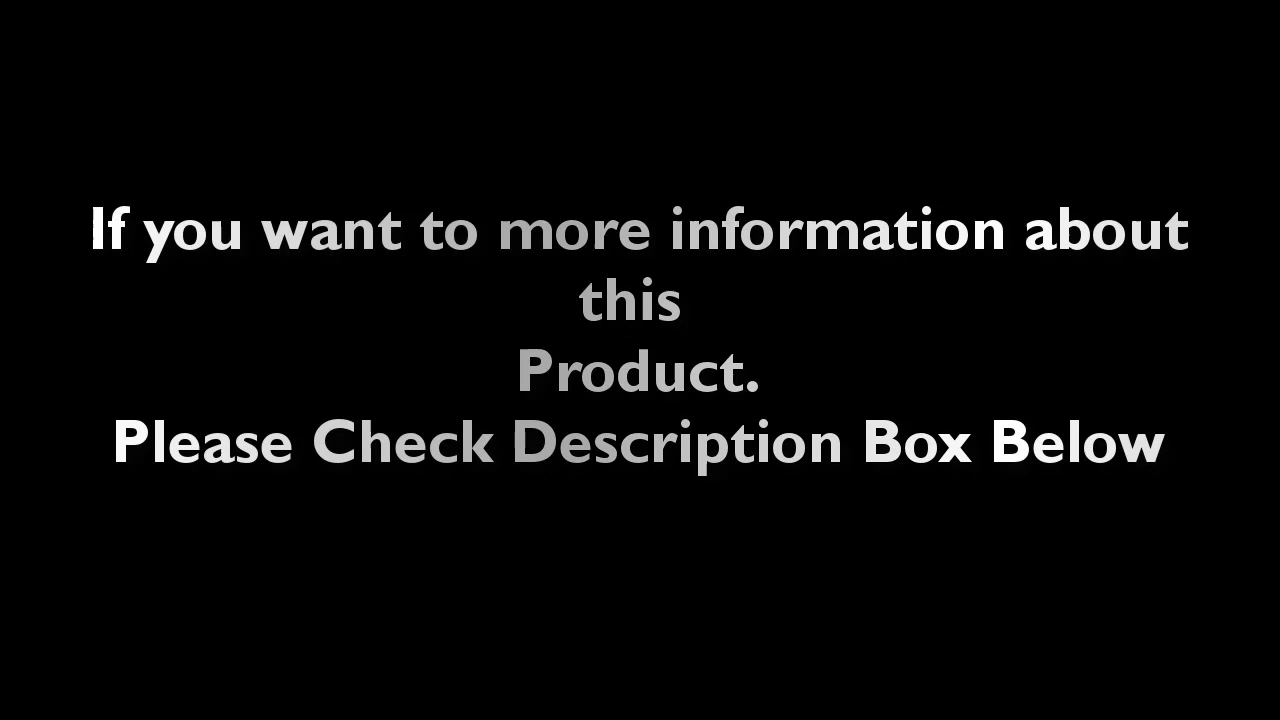 If you want to more information about
this
Product.
Please Check Description Box Below